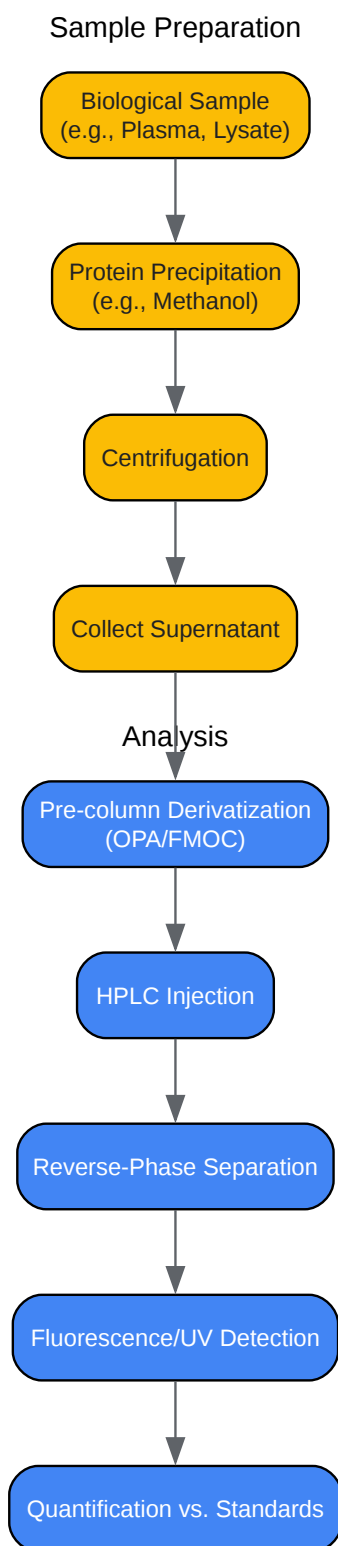 Sample Preparation
Biological Sample
(e.g., Plasma, Lysate)
Protein Precipitation
(e.g., Methanol)
Centrifugation
Collect Supernatant
Analysis
Pre-column Derivatization
(OPA/FMOC)
HPLC Injection
Reverse-Phase Separation
Fluorescence/UV Detection
Quantification vs. Standards